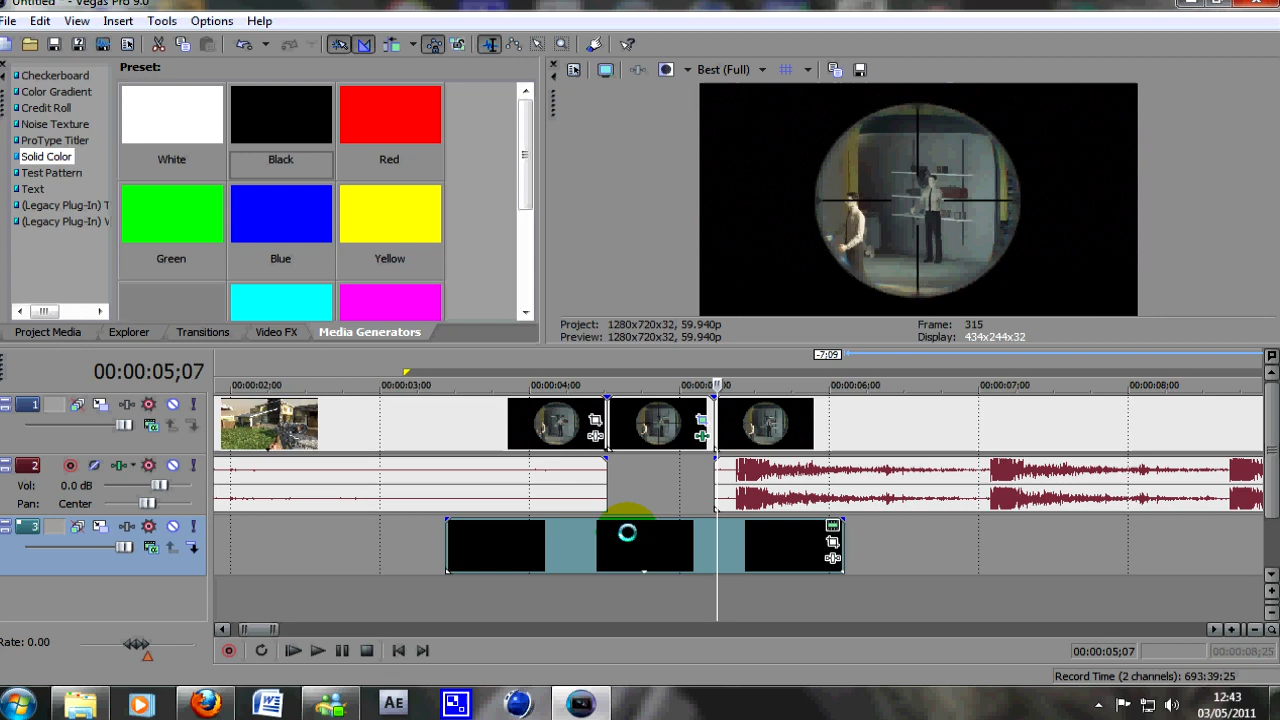 Untitled * - Vegas Pro 9.0
File Edit View Insert Tools Options Help
Checkerboard
Color Gradient
Credit Roll
Noise Texture
ProType Titler
Solid Color
Test Pattern
Text
(Legacy Plug-In) T
(Legacy Plug-In) V
Preset:
White Black Red
Green Blue Yellow
Project Media Explorer Transitions Video FX Media Generators
Best (Full)
Project: 1280x720x32, 59.940p
Preview: 1280x720x32, 59.940p
Frame: 315
Display: 434x244x32
-7:09
00:00:05;07
00:00:02;00 00:00:03;00 00:00:04;00 00:00 00 00:00:06;00 00:00:07;00 00:00:08;00
1
2
Vol: 0.0 dB
Pan: Center
3
Rate: 0.00
00:00:05;07 00:00:08;25
Record Time (2 channels): 693:39:25
AE
12:43
03/05/2011